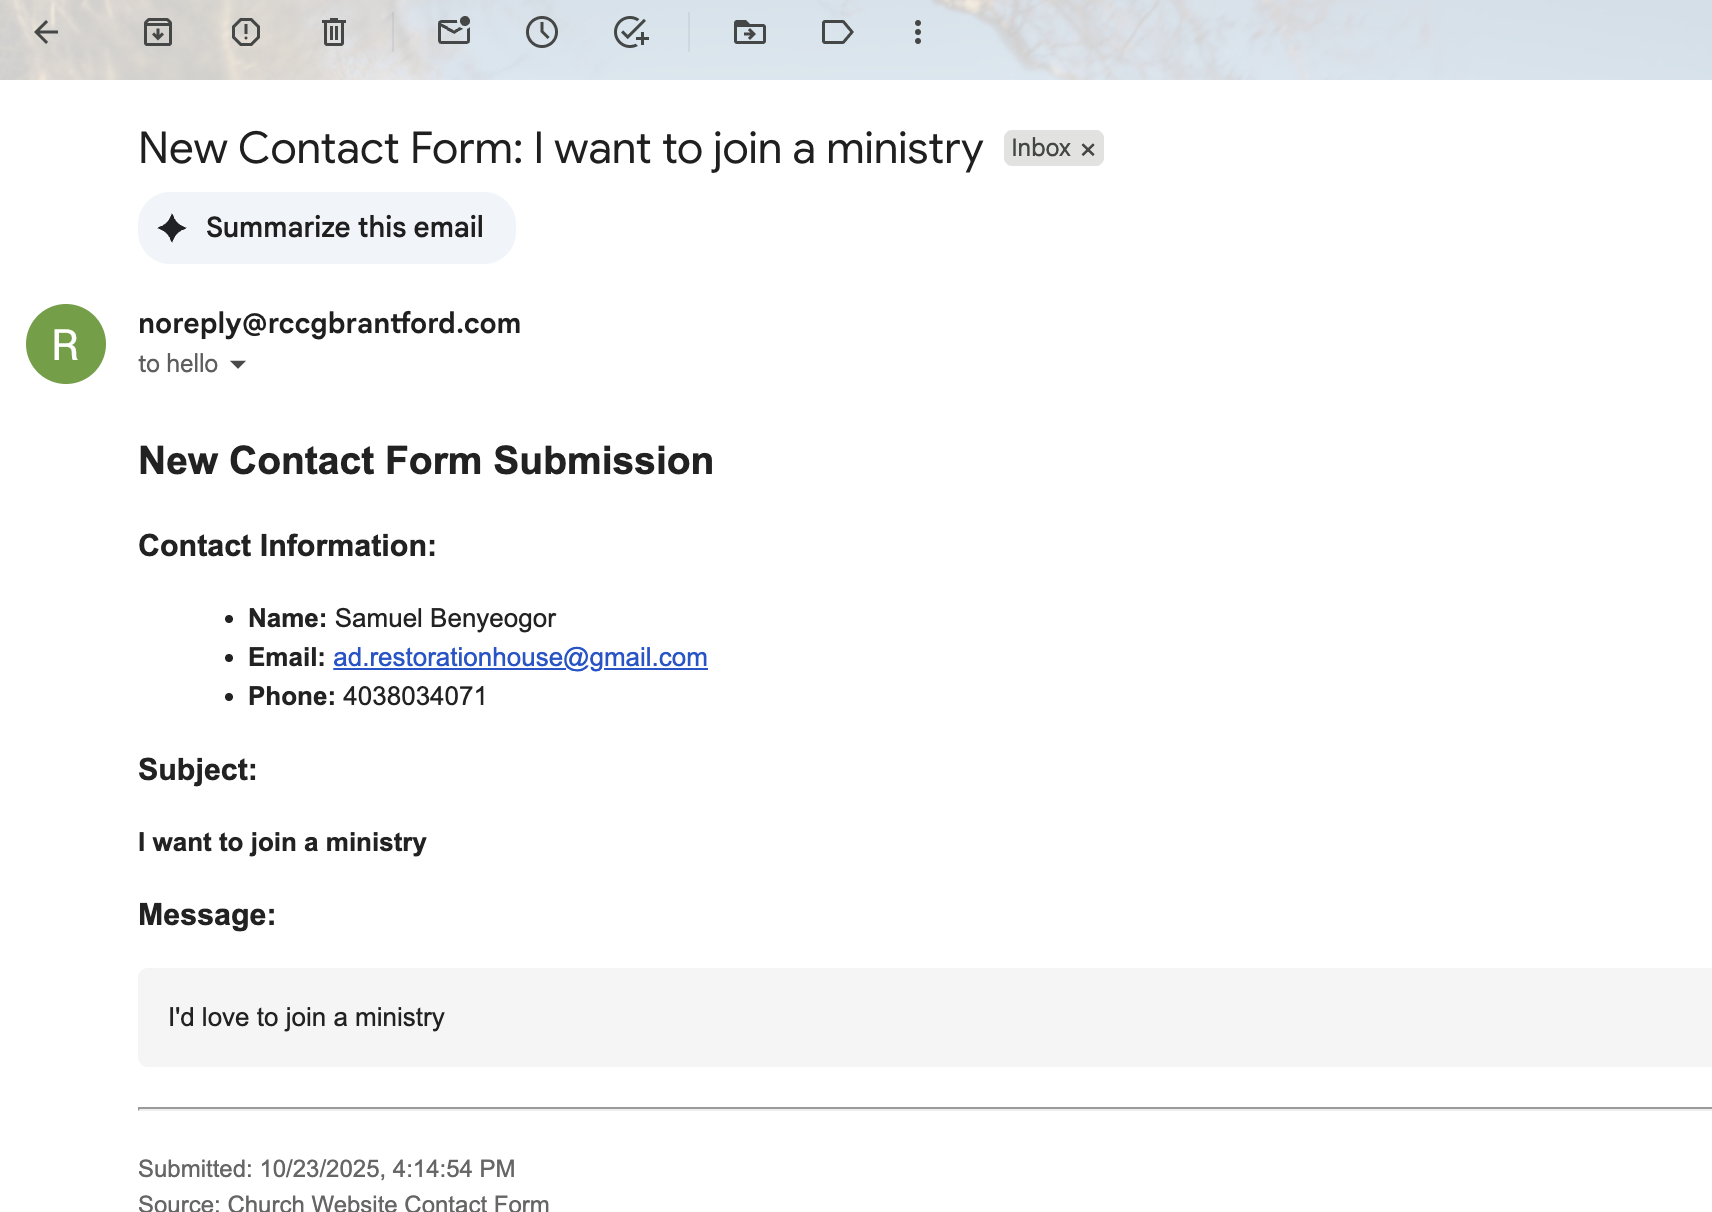 New Contact Form: I want to join a ministry Inbox ×
Summarize this email
R
noreply@rccgbrantford.com
to hello
New Contact Form Submission
Contact Information:
• Name: Samuel Benyeogor
• Email: ad.restorationhouse@gmail.com
• Phone: 4038034071
Subject:
I want to join a ministry
Message:
I'd love to join a ministry
Submitted: 10/23/2025, 4:14:54 PM
Source: Church Website Contact Form